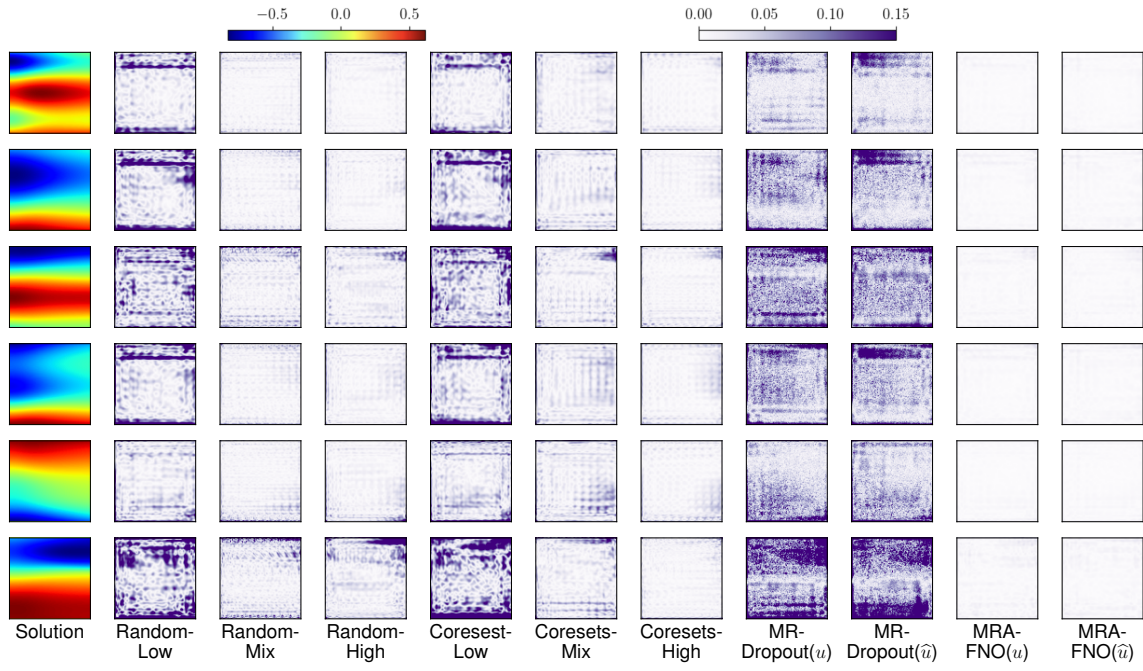 −0.5 0.0 0.5 0.00 0.05 0.10 0.15
Solution Random- Random- Random- Coresest- Coresets- Coresets- MR- MR- MRA- MRA-
Low Mix High Low Mix High Dropout(u) Dropout(û) FNO(u) FNO(û)